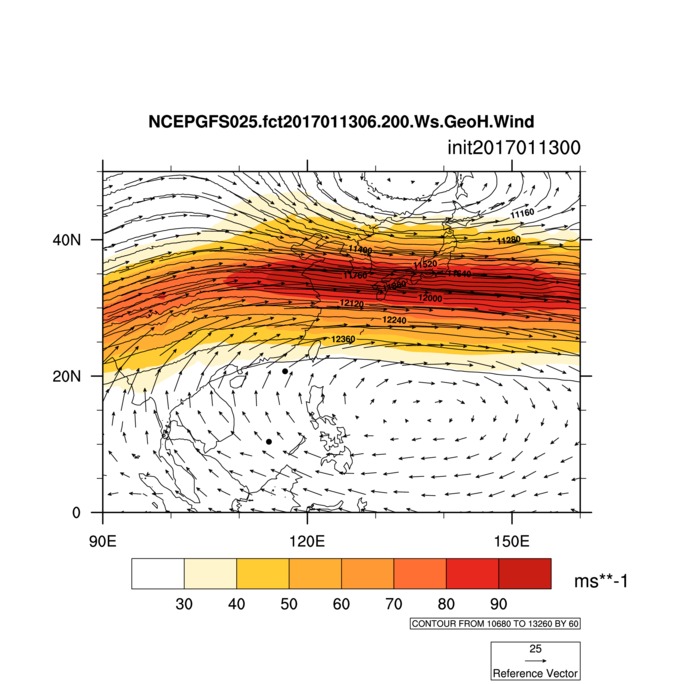 NCEPGFS025.fct2017011306.200.Ws.GeoH.Wind
init2017011300
11160
11280
40N
11400
11520
11760
11640
12000
12120
12240
12360
20N
0
90E 120E 150E
ms**-1
30 40 50 60 70 80 90
CONTOUR FROM 10680 TO 13260 BY 60
25
Reference Vector